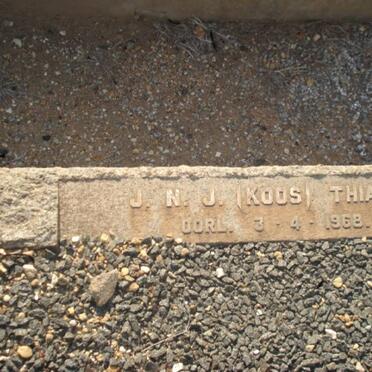 J. N. J. (KOOS) THIA
OORL. 3 - 4 - 1968.